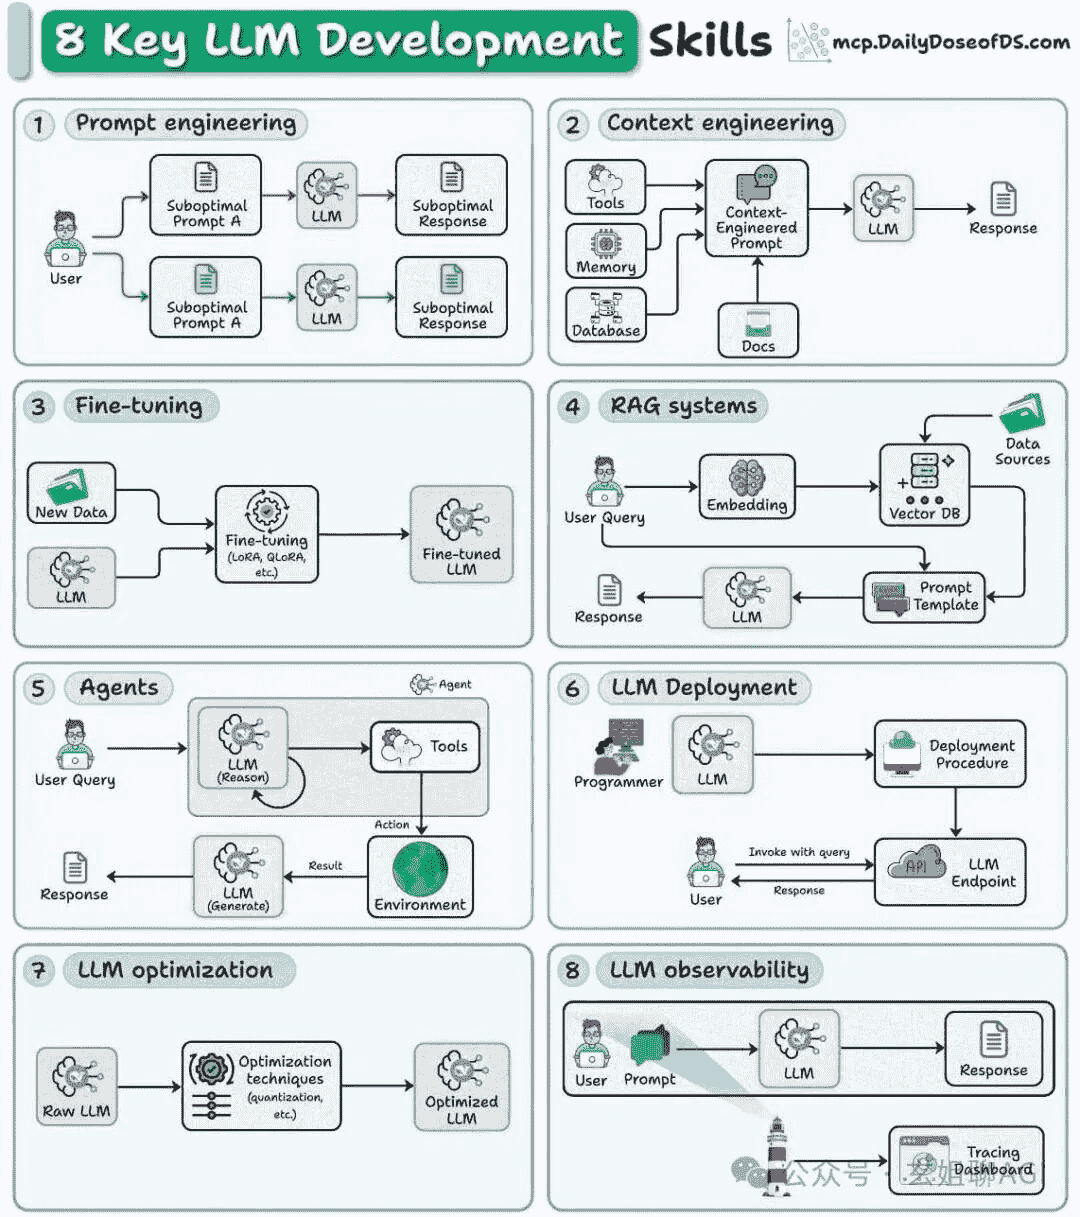 8 Key LLM Development Skills
mcp.DailyDoseofDS.com
1 Prompt engineering
User
Suboptimal
Prompt A
LLM
Suboptimal
Response
Suboptimal
Prompt A
LLM
Suboptimal
Response
2 Context engineering
Tools
Memory
Database
Context-
Engineered
Prompt
Docs
LLM
Response
3 Fine-tuning
New Data
LLM
Fine-tuning
(LoRA, QLoRA,
etc.)
Fine-tuned
LLM
4 RAG systems
User Query
Embedding
Vector DB
Data
Sources
Prompt
Template
LLM
Response
5 Agents
Agent
User Query
LLM
(Reason)
Tools
Action
Environment
Result
LLM
(Generate)
Response
6 LLM Deployment
Programmer
LLM
Deployment
Procedure
API
LLM
Endpoint
Invoke with query
Response
User
7 LLM optimization
Raw LLM
Optimization
techniques
(quantization,
etc.)
Optimized
LLM
8 LLM observability
User
Prompt
LLM
Response
Tracing
Dashboard
公众号 · 玄姐聊AG